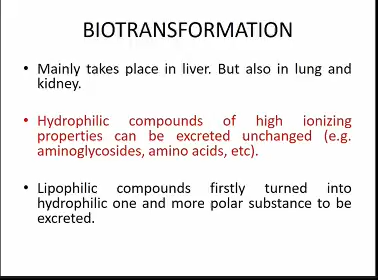 BIOTRANSFORMATION
• Mainly takes place in liver. But also in lung and
kidney.
• Hydrophilic compounds of high ionizing
properties can be excreted unchanged (e.g.
aminoglycosides, amino acids, etc).
• Lipophilic compounds firstly turned into
hydrophilic one and more polar substance to be
excreted.